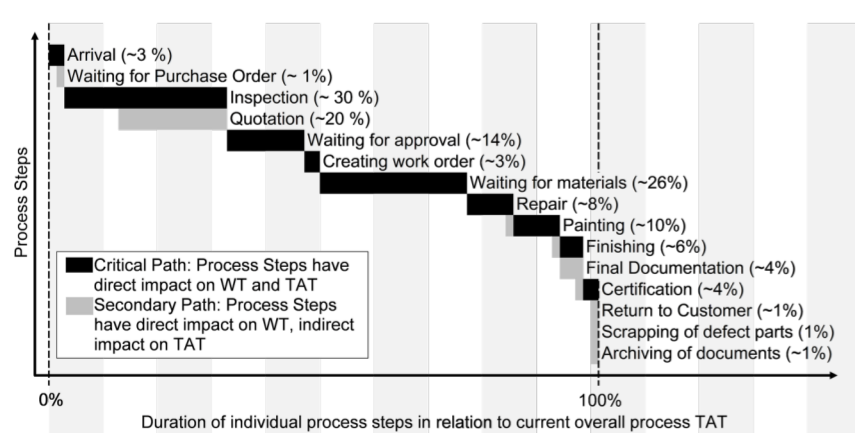 Arrival (~3 %)
Waiting for Purchase Order (~ 1%)
Inspection (~ 30 %)
Quotation (~20 %)
Waiting for approval (~14%)
Creating work order (~3%)
Waiting for materials (~26%)
Repair (~8%)
Painting (~10%)
Finishing (~6%)
Final Documentation (~4%)
Certification (~4%)
Return to Customer (~1%)
Scrapping of defect parts (1%)
Archiving of documents (~1%)
Process Steps
Critical Path: Process Steps have
direct impact on WT and TAT
Secondary Path: Process Steps
have direct impact on WT, indirect
impact on TAT
0%
100%
Duration of individual process steps in relation to current overall process TAT